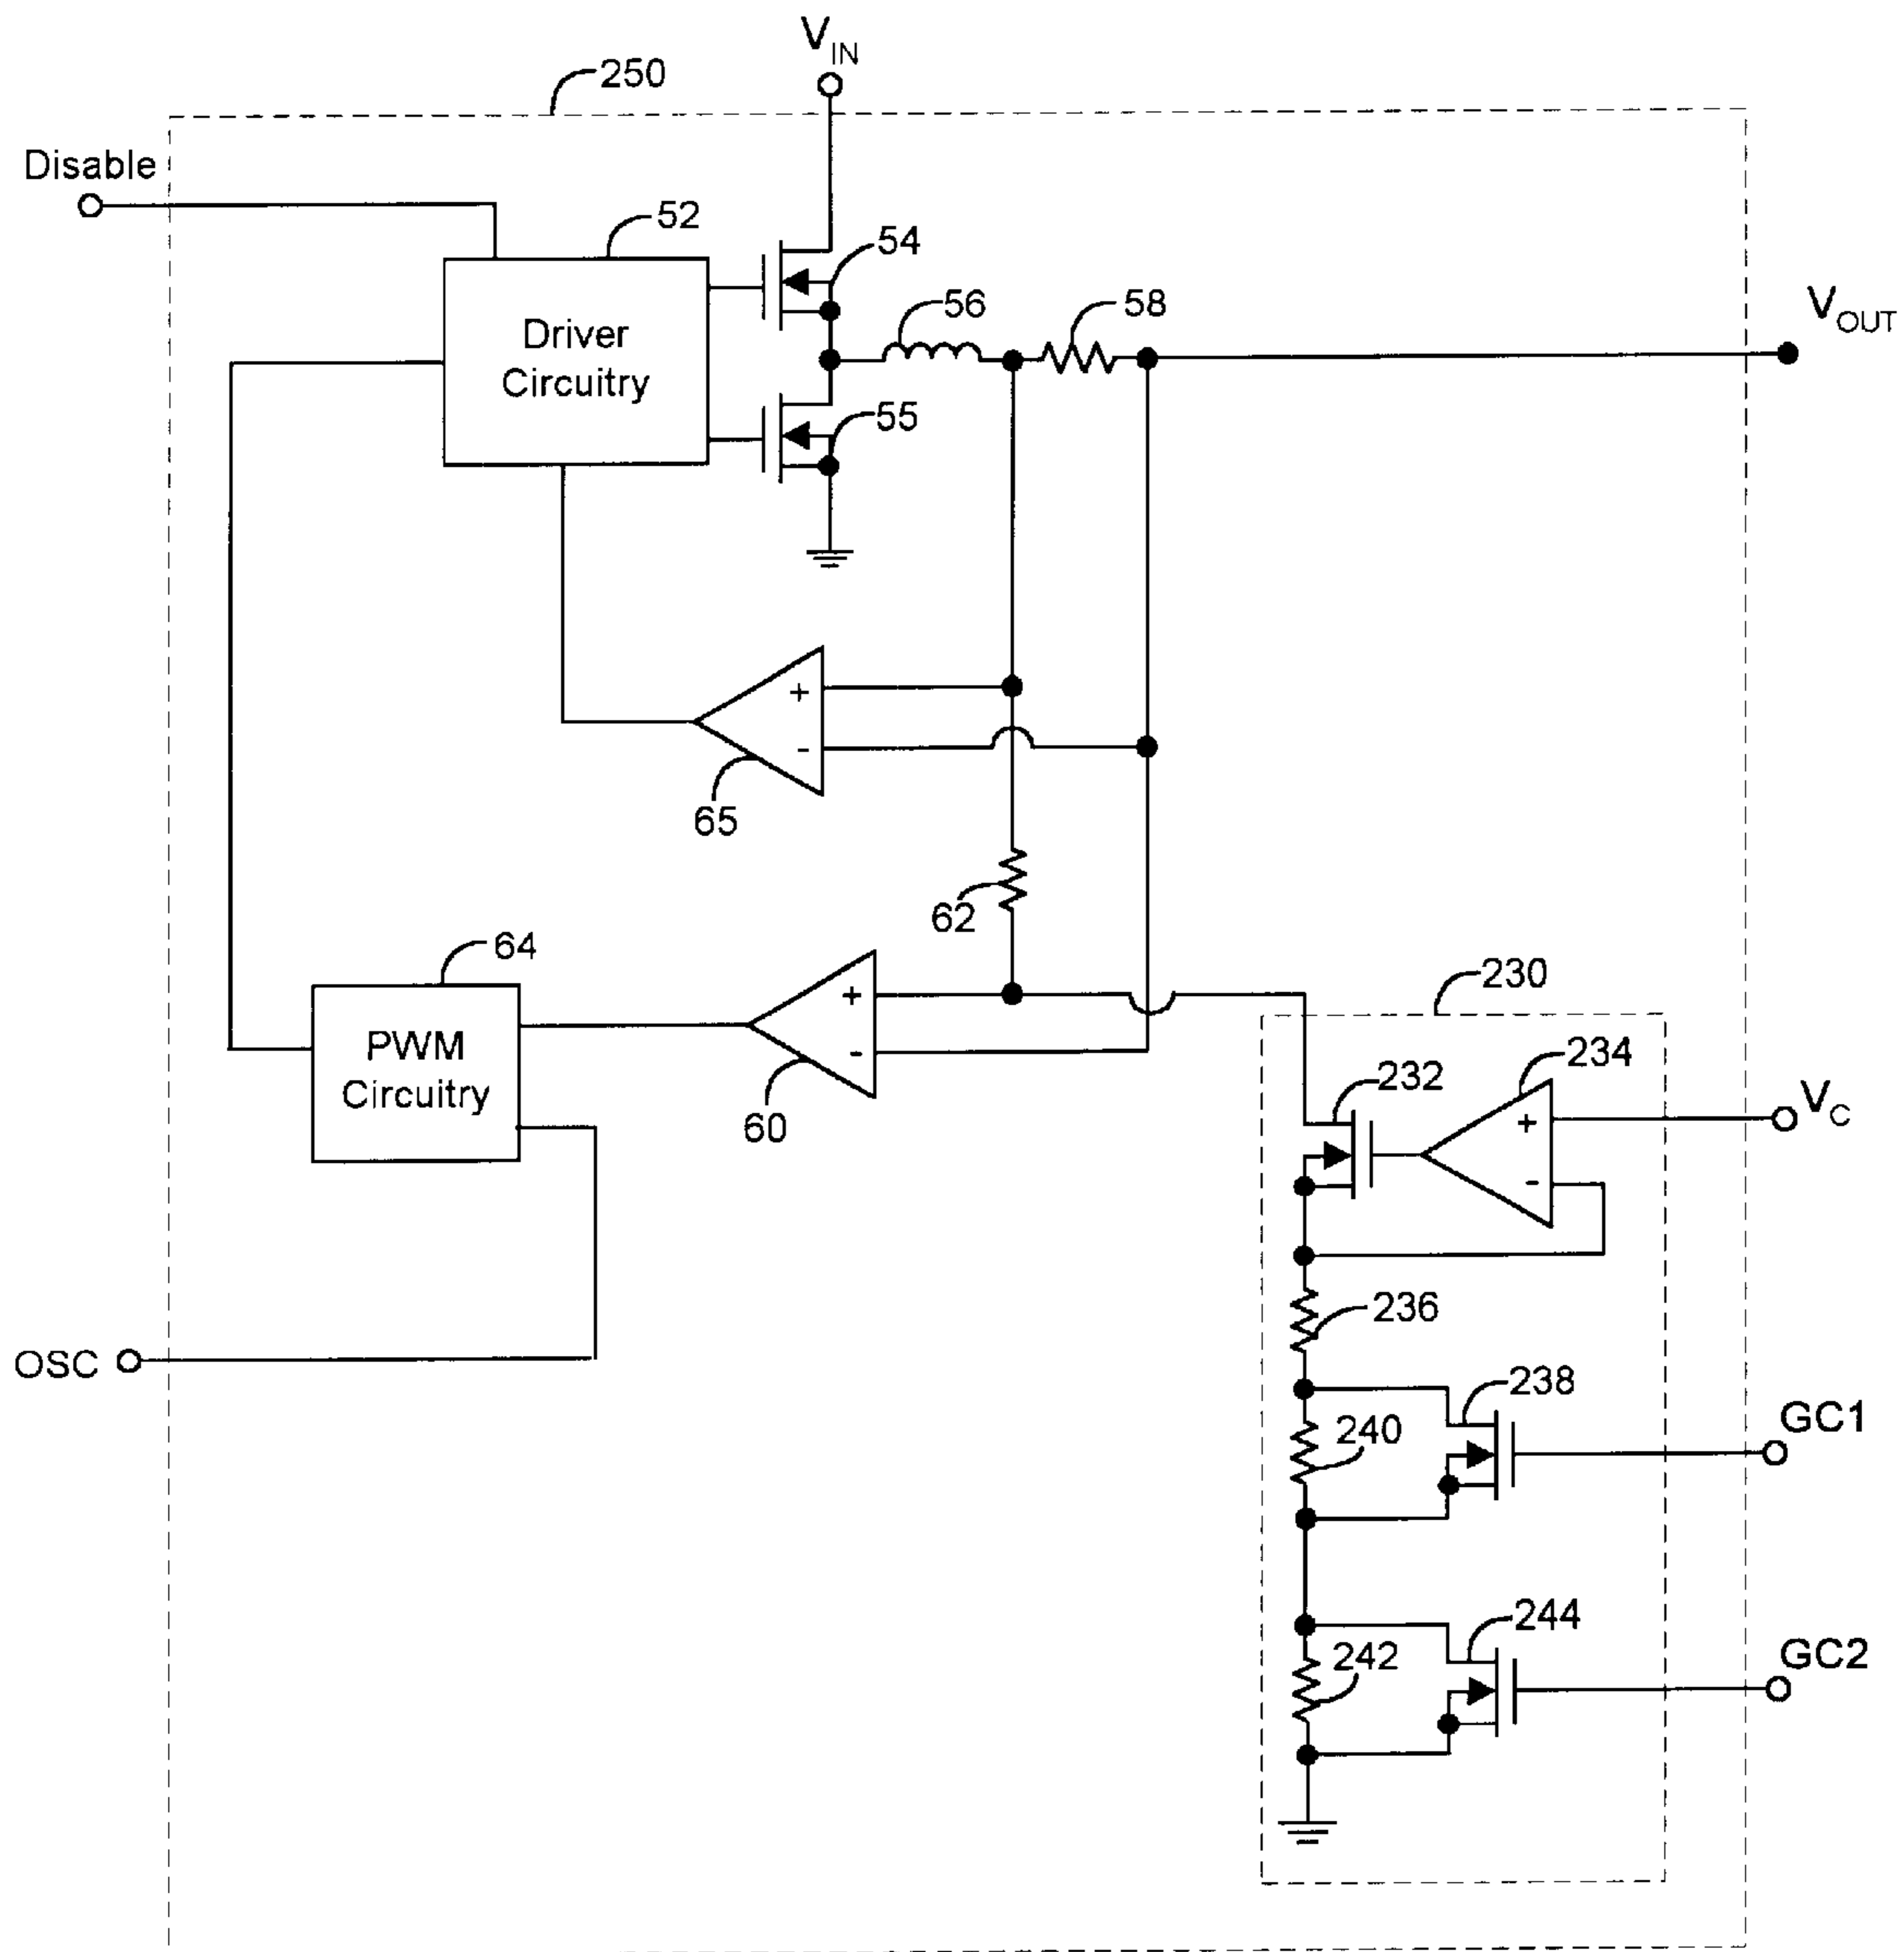 V_IN
250
Disable
52
54
56
58
V_OUT
Driver
Circuitry
55
+
-
65
62
64
230
PWM
Circuitry
+
-
60
232
234
V_C
+
-
236
OSC
238
GC1
240
244
GC2
242